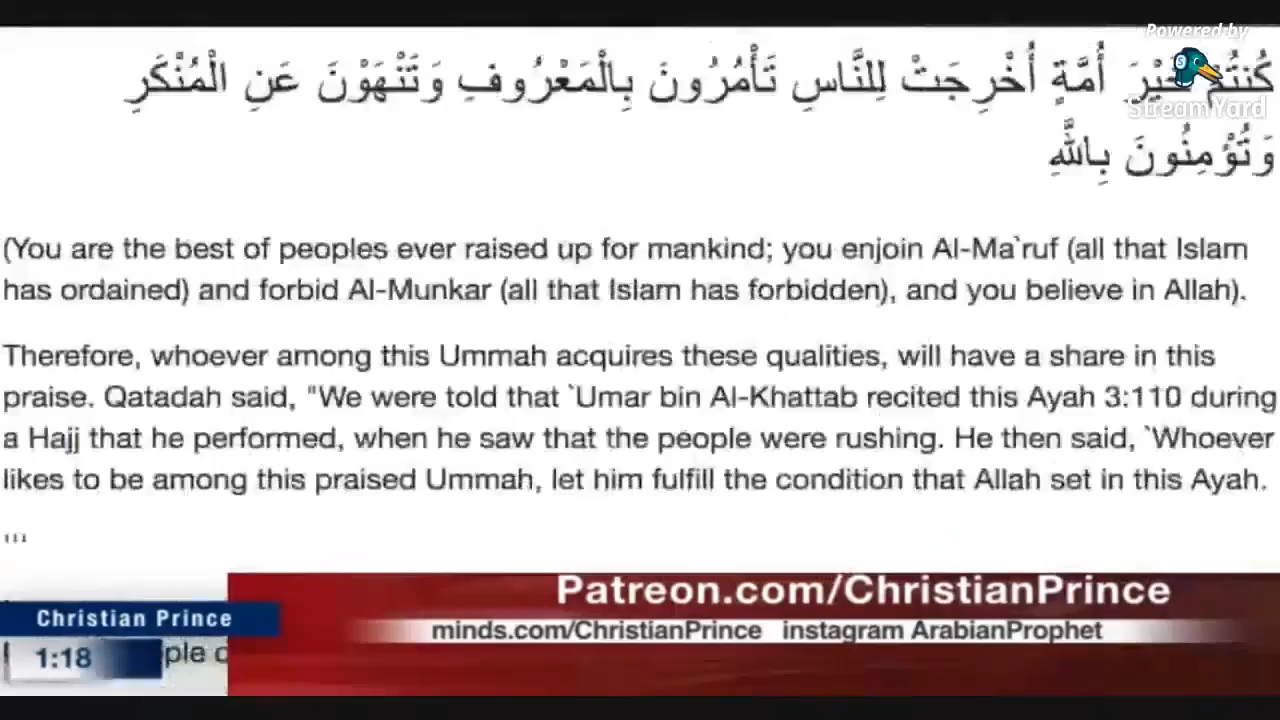 Powered by
StreamYard
كُنتُمْ خَيْرَ أُمَّةٍ أُخْرِجَتْ لِلنَّاسِ تَأْمُرُونَ بِالْمَعْرُوفِ وَتَنْهَوْنَ عَنِ الْمُنْكَرِ
وَتُؤْمِنُونَ بِاللَّهِ
(You are the best of peoples ever raised up for mankind; you enjoin Al-Ma`ruf (all that Islam
has ordained) and forbid Al-Munkar (all that Islam has forbidden), and you believe in Allah).
Therefore, whoever among this Ummah acquires these qualities, will have a share in this
praise. Qatadah said, "We were told that `Umar bin Al-Khattab recited this Ayah 3:110 during
a Hajj that he performed, when he saw that the people were rushing. He then said, `Whoever
likes to be among this praised Ummah, let him fulfill the condition that Allah set in this Ayah.
'''
Patreon.com/ChristianPrince
Christian Prince
minds.com/ChristianPrince instagram ArabianProphet
1:18